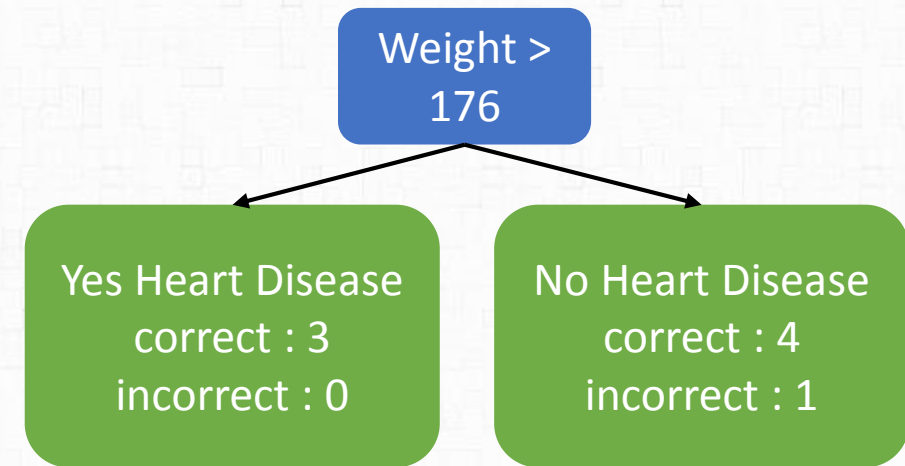 Weight >
176
Yes Heart Disease
correct : 3
incorrect : 0
No Heart Disease
correct : 4
incorrect : 1